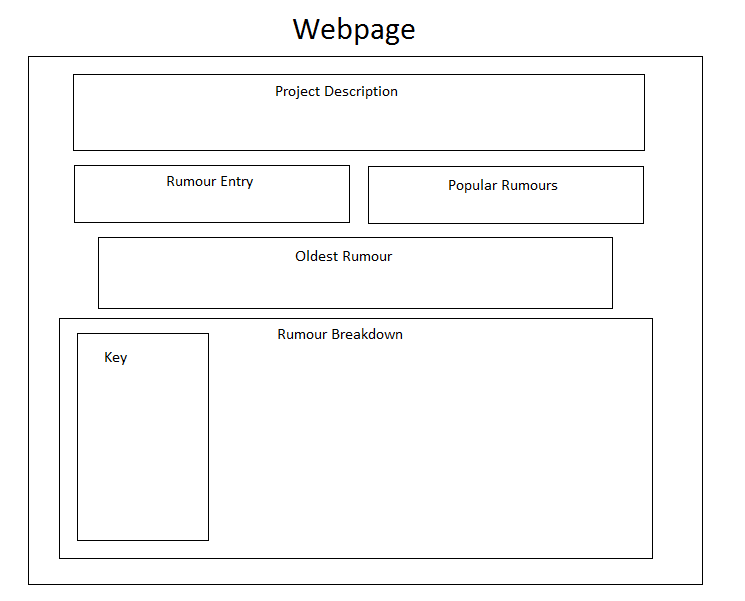 Webpage
Project Description
Rumour Entry
Popular Rumours
Oldest Rumour
Rumour Breakdown
Key